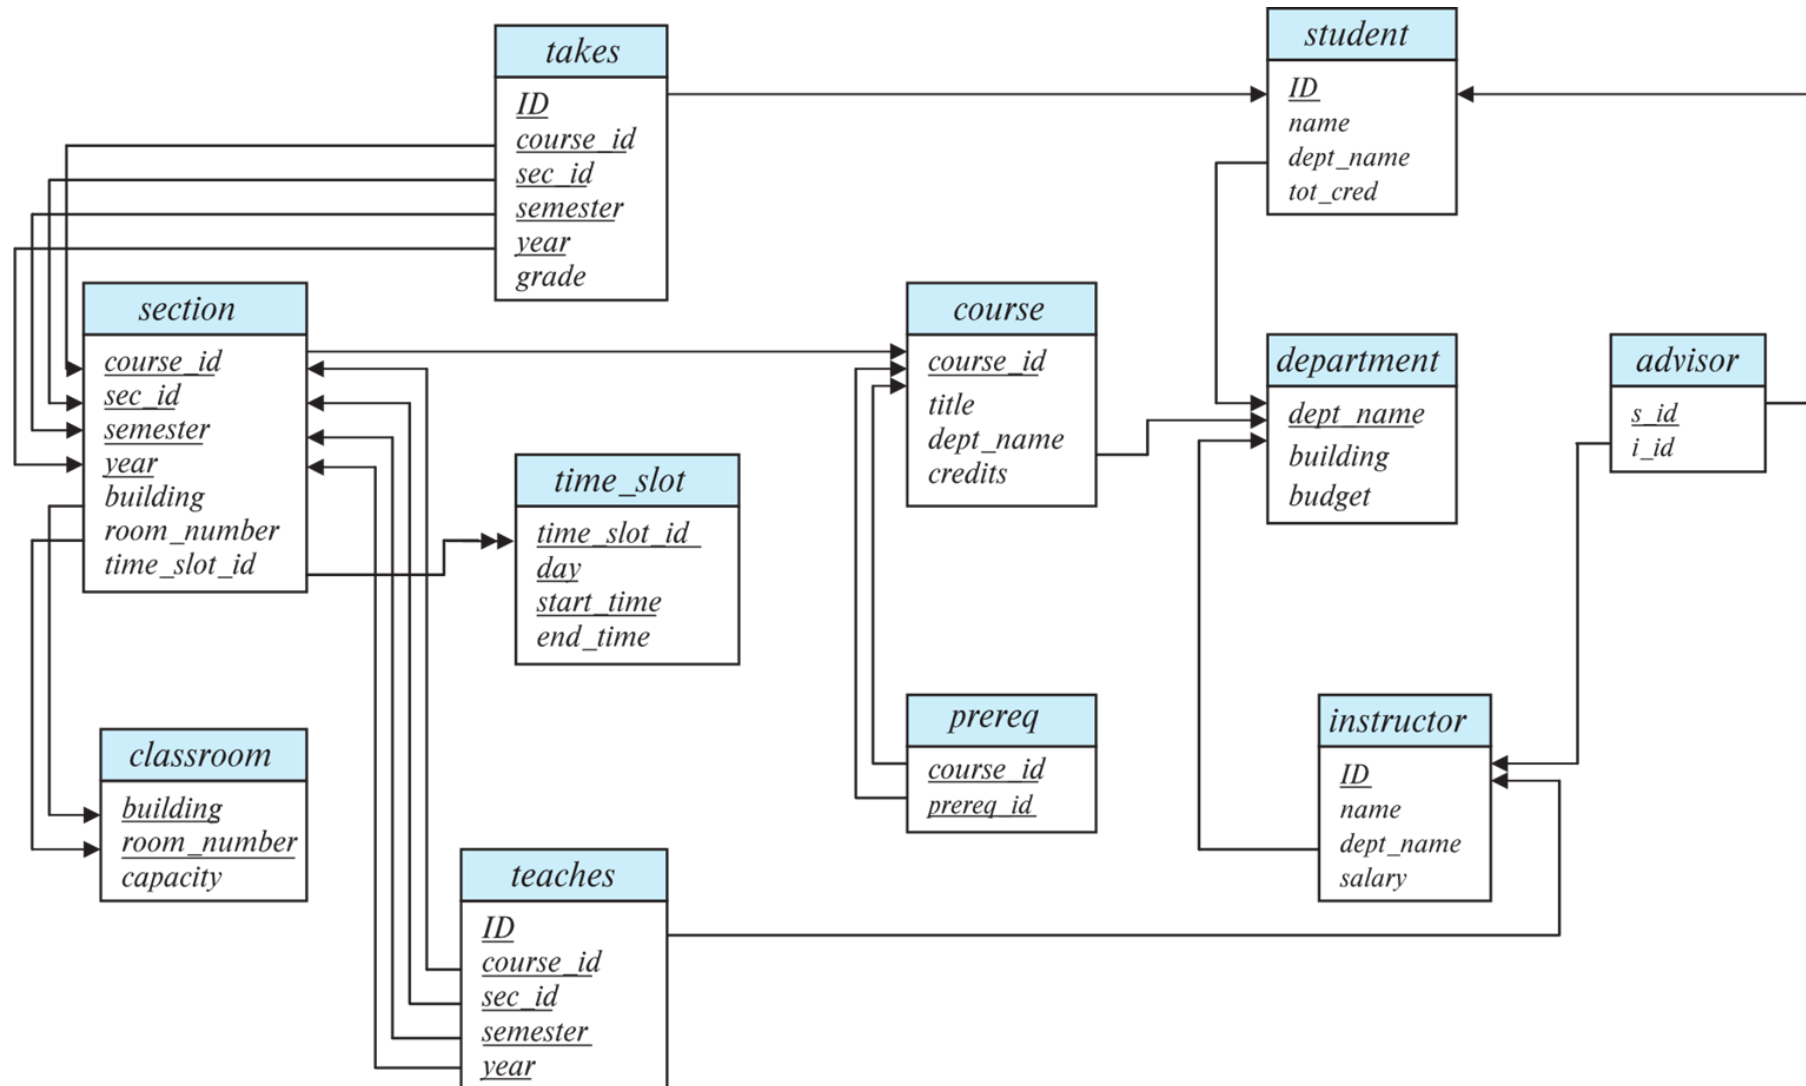 takes
ID
course_id
sec_id
semester
year
grade
student
ID
name
dept_name
tot_cred
section
course_id
sec_id
semester
year
building
room_number
time_slot_id
course
course_id
title
dept_name
credits
department
dept_name
building
budget
advisor
s_id
i_id
time_slot
time_slot_id
day
start_time
end_time
prereq
course_id
prereq_id
instructor
ID
name
dept_name
salary
classroom
building
room_number
capacity
teaches
ID
course_id
sec_id
semester
year